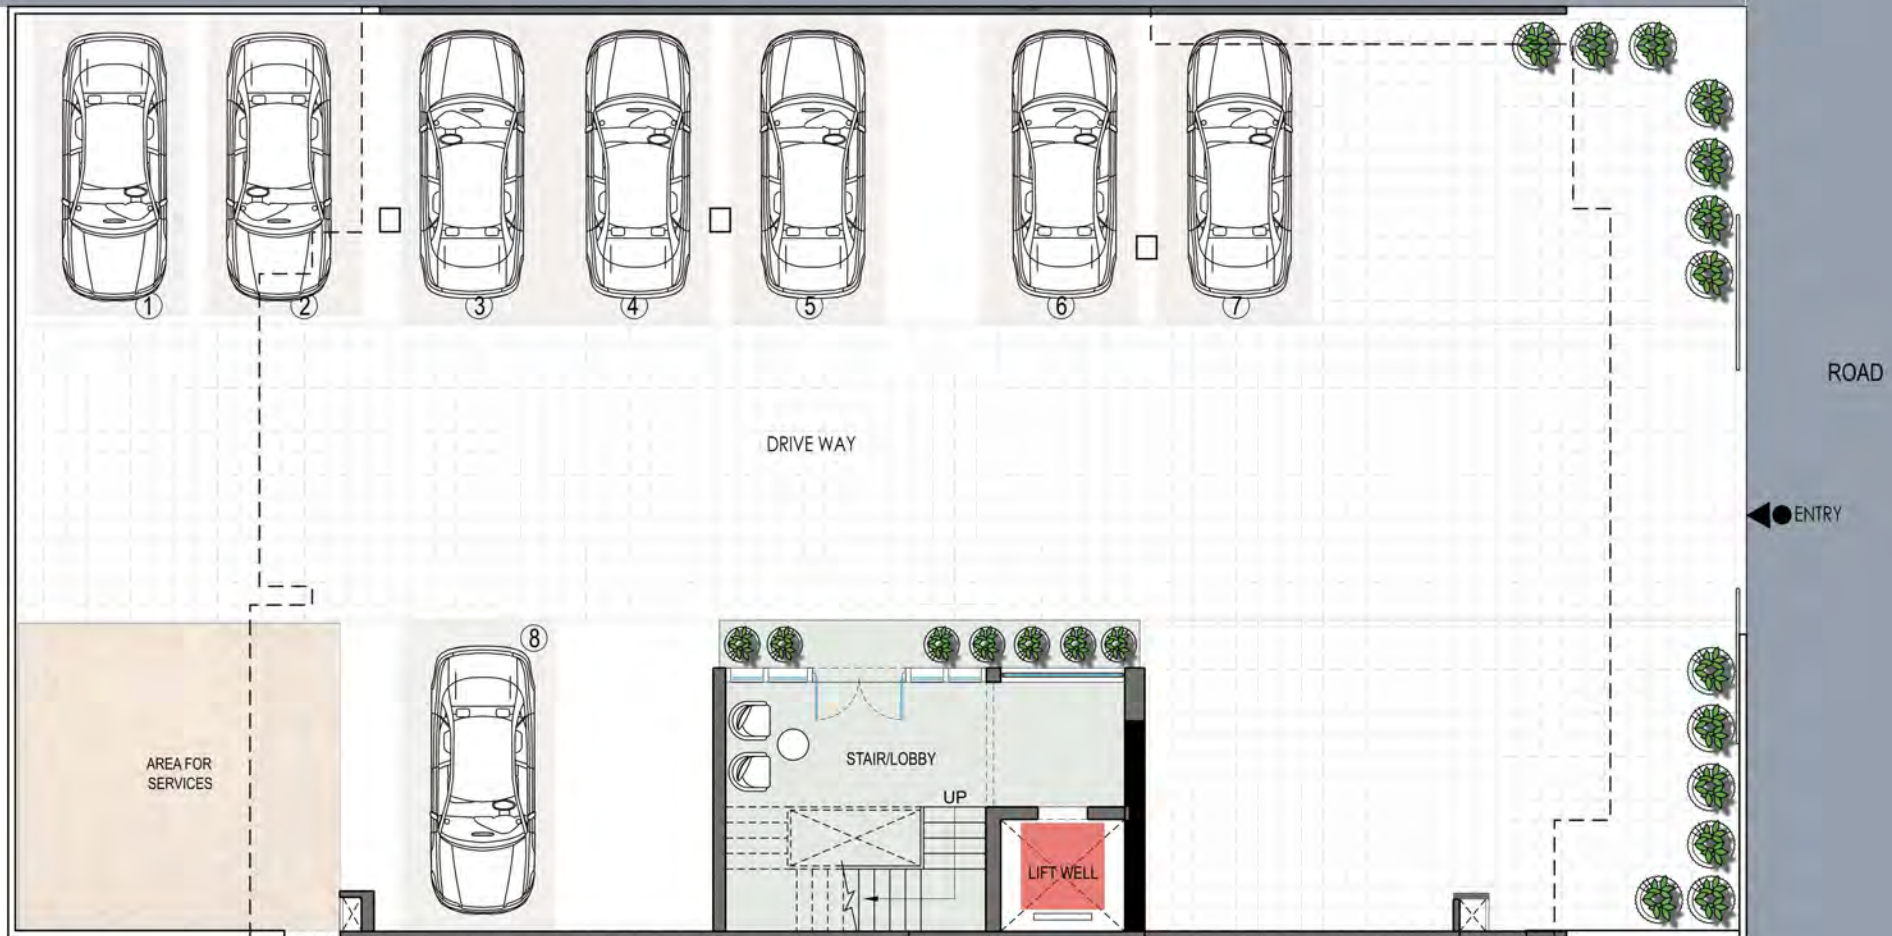 1
2
3
4
5
6
7
ROAD
DRIVE WAY
ENTRY
8
AREA FOR
SERVICES
STAIR/LOBBY
UP
LIFT WELL